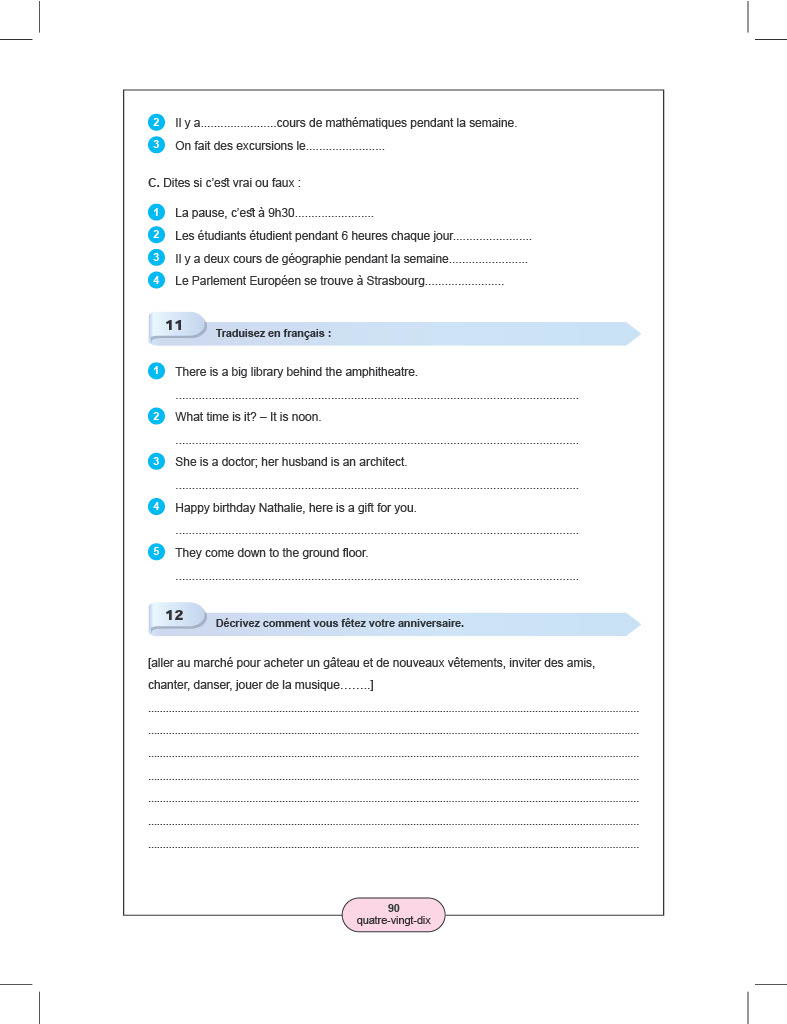 2 Il y a.......................cours de mathématiques pendant la semaine.
3 On fait des excursions le........................
C. Dites si c'est vrai ou faux :
1 La pause, c'est à 9h30........................
2 Les étudiants étudient pendant 6 heures chaque jour........................
3 Il y a deux cours de géographie pendant la semaine........................
4 Le Parlement Européen se trouve à Strasbourg........................
11 Traduisez en français :
1 There is a big library behind the amphitheatre.
2 What time is it? – It is noon.
3 She is a doctor; her husband is an architect.
4 Happy birthday Nathalie, here is a gift for you.
5 They come down to the ground floor.
12 Décrivez comment vous fêtez votre anniversaire.
[aller au marché pour acheter un gâteau et de nouveaux vêtements, inviter des amis,
chanter, danser, jouer de la musique……..]
90
quatre-vingt-dix